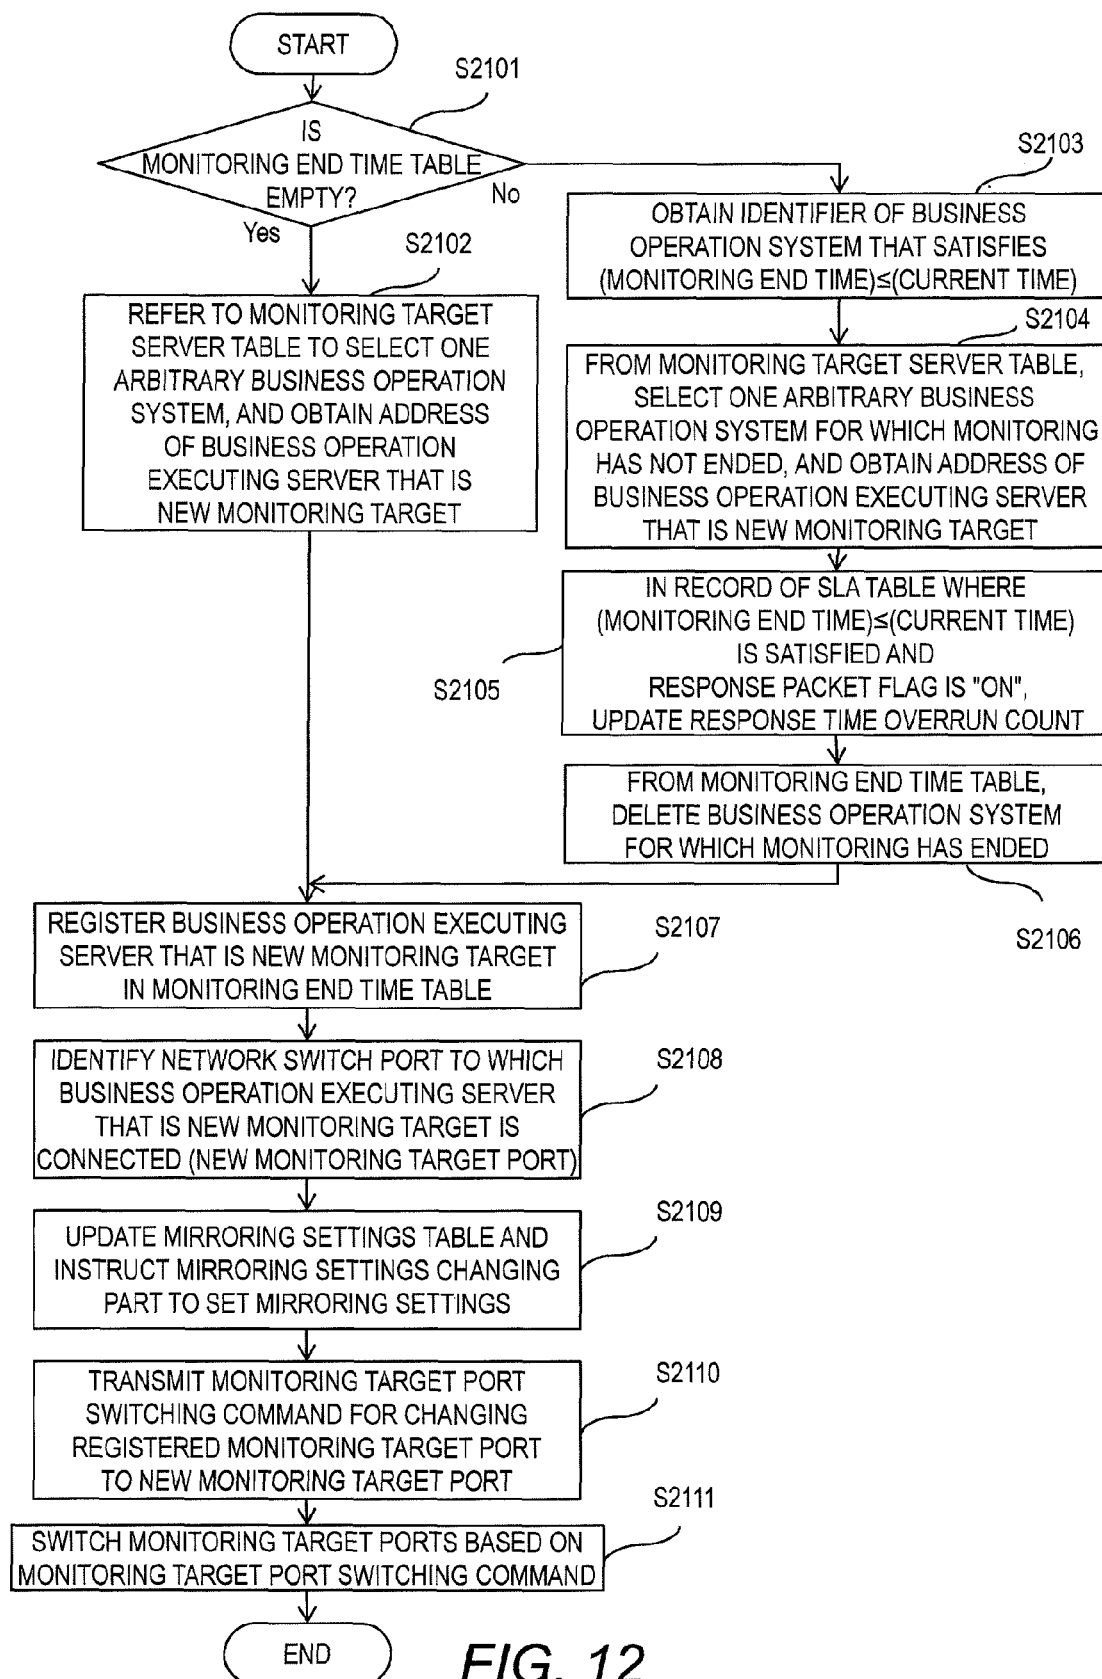 START
S2101
IS
MONITORING END TIME TABLE
EMPTY?
No
Yes
S2103
OBTAIN IDENTIFIER OF BUSINESS
OPERATION SYSTEM THAT SATISFIES
(MONITORING END TIME)≤(CURRENT TIME)
S2102
REFER TO MONITORING TARGET
SERVER TABLE TO SELECT ONE
ARBITRARY BUSINESS OPERATION
SYSTEM, AND OBTAIN ADDRESS
OF BUSINESS OPERATION
EXECUTING SERVER THAT IS
NEW MONITORING TARGET
S2104
FROM MONITORING TARGET SERVER TABLE,
SELECT ONE ARBITRARY BUSINESS
OPERATION SYSTEM FOR WHICH MONITORING
HAS NOT ENDED, AND OBTAIN ADDRESS OF
BUSINESS OPERATION EXECUTING SERVER
THAT IS NEW MONITORING TARGET
IN RECORD OF SLA TABLE WHERE
(MONITORING END TIME)≤(CURRENT TIME)
IS SATISFIED AND
RESPONSE PACKET FLAG IS "ON",
UPDATE RESPONSE TIME OVERRUN COUNT
S2105
FROM MONITORING END TIME TABLE,
DELETE BUSINESS OPERATION SYSTEM
FOR WHICH MONITORING HAS ENDED
S2106
REGISTER BUSINESS OPERATION EXECUTING
SERVER THAT IS NEW MONITORING TARGET
IN MONITORING END TIME TABLE
S2107
IDENTIFY NETWORK SWITCH PORT TO WHICH
BUSINESS OPERATION EXECUTING SERVER
THAT IS NEW MONITORING TARGET IS
CONNECTED (NEW MONITORING TARGET PORT)
S2108
UPDATE MIRRORING SETTINGS TABLE AND
INSTRUCT MIRRORING SETTINGS CHANGING
PART TO SET MIRRORING SETTINGS
S2109
TRANSMIT MONITORING TARGET PORT
SWITCHING COMMAND FOR CHANGING
REGISTERED MONITORING TARGET PORT
TO NEW MONITORING TARGET PORT
S2110
SWITCH MONITORING TARGET PORTS BASED ON
MONITORING TARGET PORT SWITCHING COMMAND
S2111
END
FIG. 12